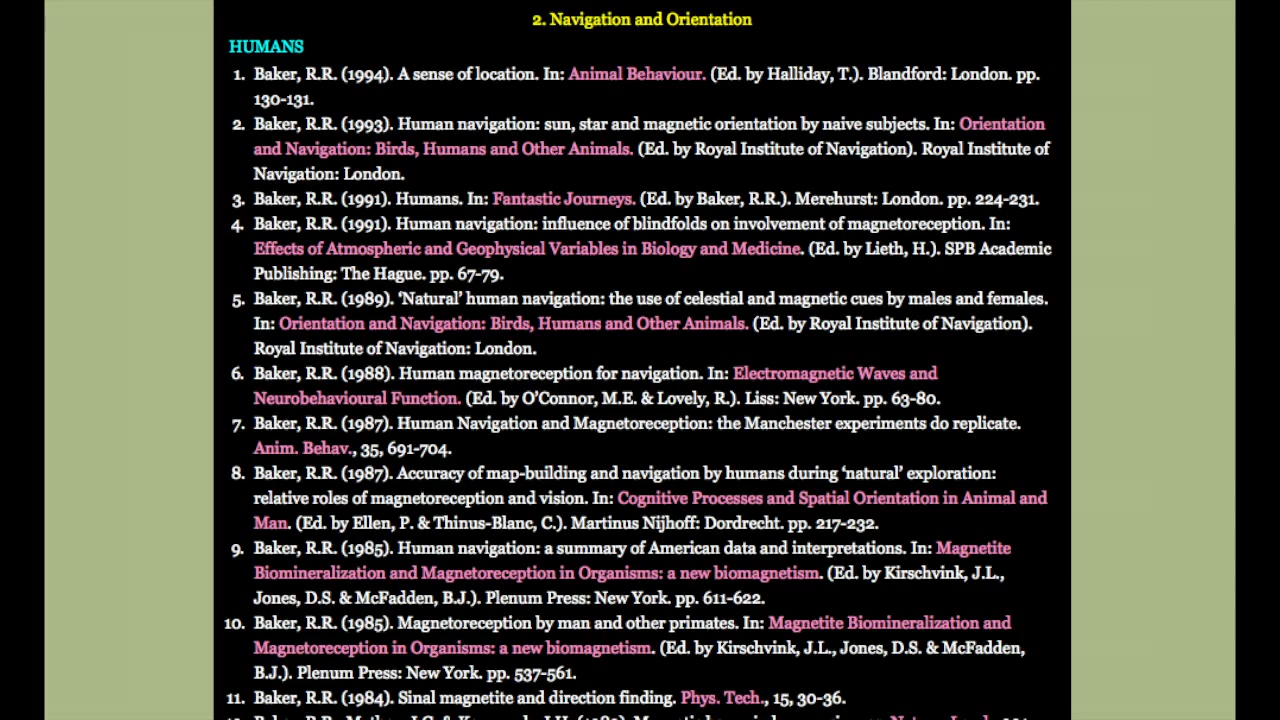 2. Navigation and Orientation
HUMANS
1. Baker, R.R. (1994). A sense of location. In: Animal Behaviour. (Ed. by Halliday, T.). Blandford: London. pp.
130-131.
2. Baker, R.R. (1993). Human navigation: sun, star and magnetic orientation by naive subjects. In: Orientation
and Navigation: Birds, Humans and Other Animals. (Ed. by Royal Institute of Navigation). Royal Institute of
Navigation: London.
3. Baker, R.R. (1991). Humans. In: Fantastic Journeys. (Ed. by Baker, R.R.). Merehurst: London. pp. 224-231.
4. Baker, R.R. (1991). Human navigation: influence of blindfolds on involvement of magnetoreception. In:
Effects of Atmospheric and Geophysical Variables in Biology and Medicine. (Ed. by Lieth, H.). SPB Academic
Publishing: The Hague. pp. 67-79.
5. Baker, R.R. (1989). ‘Natural’ human navigation: the use of celestial and magnetic cues by males and females.
In: Orientation and Navigation: Birds, Humans and Other Animals. (Ed. by Royal Institute of Navigation).
Royal Institute of Navigation: London.
6. Baker, R.R. (1988). Human magnetoreception for navigation. In: Electromagnetic Waves and
Neurobehavioural Function. (Ed. by O’Connor, M.E. & Lovely, R.). Liss: New York. pp. 63-80.
7. Baker, R.R. (1987). Human Navigation and Magnetoreception: the Manchester experiments do replicate.
Anim. Behav., 35, 691-704.
8. Baker, R.R. (1987). Accuracy of map-building and navigation by humans during ‘natural’ exploration:
relative roles of magnetoreception and vision. In: Cognitive Processes and Spatial Orientation in Animal and
Man. (Ed. by Ellen, P. & Thinus-Blanc, C.). Martinus Nijhoff: Dordrecht. pp. 217-232.
9. Baker, R.R. (1985). Human navigation: a summary of American data and interpretations. In: Magnetite
Biomineralization and Magnetoreception in Organisms: a new biomagnetism. (Ed. by Kirschvink, J.L.,
Jones, D.S. & McFadden, B.J.). Plenum Press: New York. pp. 611-622.
10. Baker, R.R. (1985). Magnetoreception by man and other primates. In: Magnetite Biomineralization and
Magnetoreception in Organisms: a new biomagnetism. (Ed. by Kirschvink, J.L., Jones, D.S. & McFadden,
B.J.). Plenum Press: New York. pp. 537-561.
11. Baker, R.R. (1984). Sinal magnetite and direction finding. Phys. Tech., 15, 30-36.